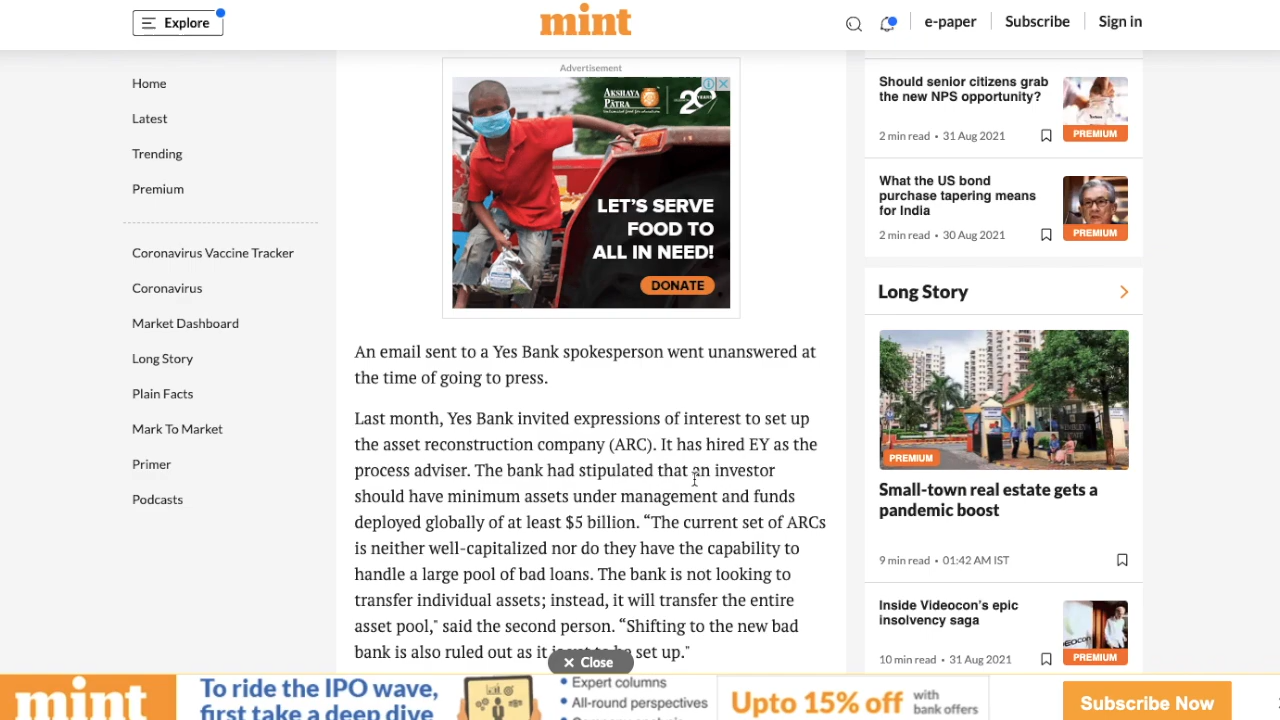 Explore
mint
e-paper
Subscribe
Sign in
Home
Latest
Trending
Premium
Coronavirus Vaccine Tracker
Coronavirus
Market Dashboard
Long Story
Plain Facts
Mark To Market
Primer
Podcasts
Advertisement
AKSHAYA
PATRA
LET'S SERVE
FOOD TO
ALL IN NEED!
DONATE
An email sent to a Yes Bank spokesperson went unanswered at
the time of going to press.
Last month, Yes Bank invited expressions of interest to set up
the asset reconstruction company (ARC). It has hired EY as the
process adviser. The bank had stipulated that an investor
should have minimum assets under management and funds
deployed globally of at least $5 billion. “The current set of ARCs
is neither well-capitalized nor do they have the capability to
handle a large pool of bad loans. The bank is not looking to
transfer individual assets; instead, it will transfer the entire
asset pool," said the second person. “Shifting to the new bad
bank is also ruled out as it is yet to be set up."
Should senior citizens grab
the new NPS opportunity?
2 min read • 31 Aug 2021
PREMIUM
What the US bond
purchase tapering means
for India
2 min read • 30 Aug 2021
PREMIUM
Long Story
PREMIUM
Small-town real estate gets a
pandemic boost
9 min read • 01:42 AM IST
Inside Videocon's epic
insolvency saga
10 min read • 31 Aug 2021
PREMIUM
× Close
mint
To ride the IPO wave,
first take a deep dive
• Expert columns
• All-round perspectives
Upto 15% off
with
bank offers
Subscribe Now